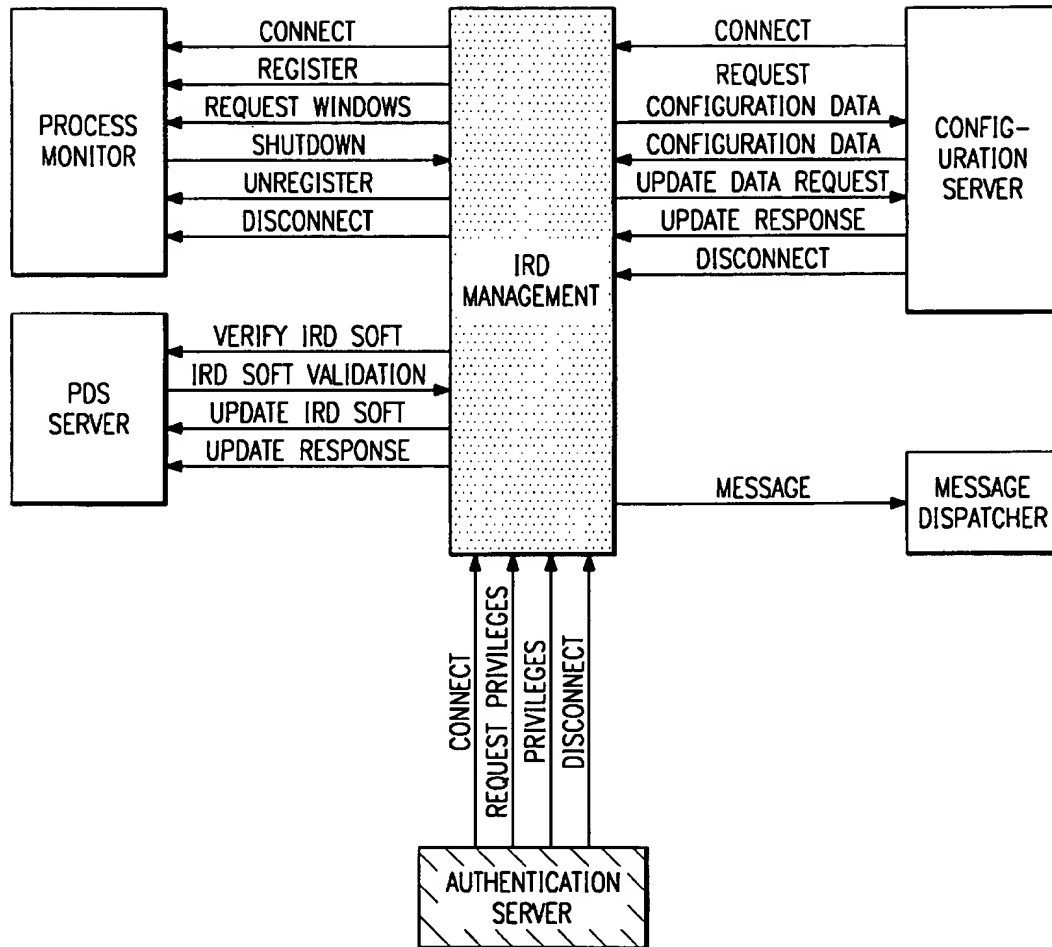 PROCESS
MONITOR
CONNECT
REGISTER
REQUEST WINDOWS
SHUTDOWN
UNREGISTER
DISCONNECT
IRD
MANAGEMENT
CONNECT
REQUEST
CONFIGURATION DATA
CONFIGURATION DATA
UPDATE DATA REQUEST
UPDATE RESPONSE
DISCONNECT
CONFIG-
URATION
SERVER
PDS
SERVER
VERIFY IRD SOFT
IRD SOFT VALIDATION
UPDATE IRD SOFT
UPDATE RESPONSE
MESSAGE
MESSAGE
DISPATCHER
CONNECT
REQUEST PRIVILEGES
PRIVILEGES
DISCONNECT
AUTHENTICATION
SERVER